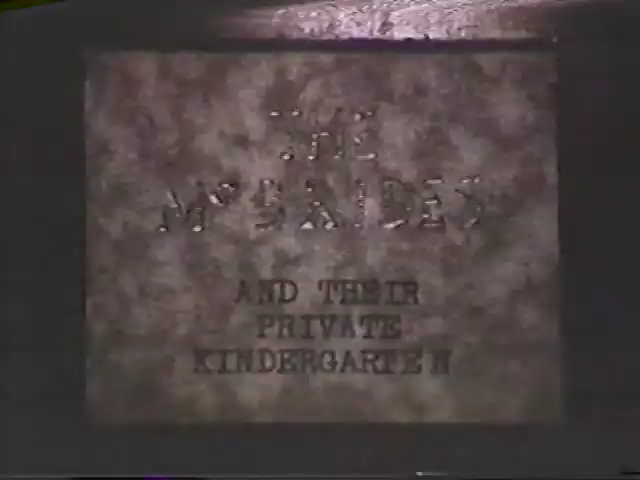 THE
McBRIDES
AND THEIR
PRIVATE
KINDERGARTEN